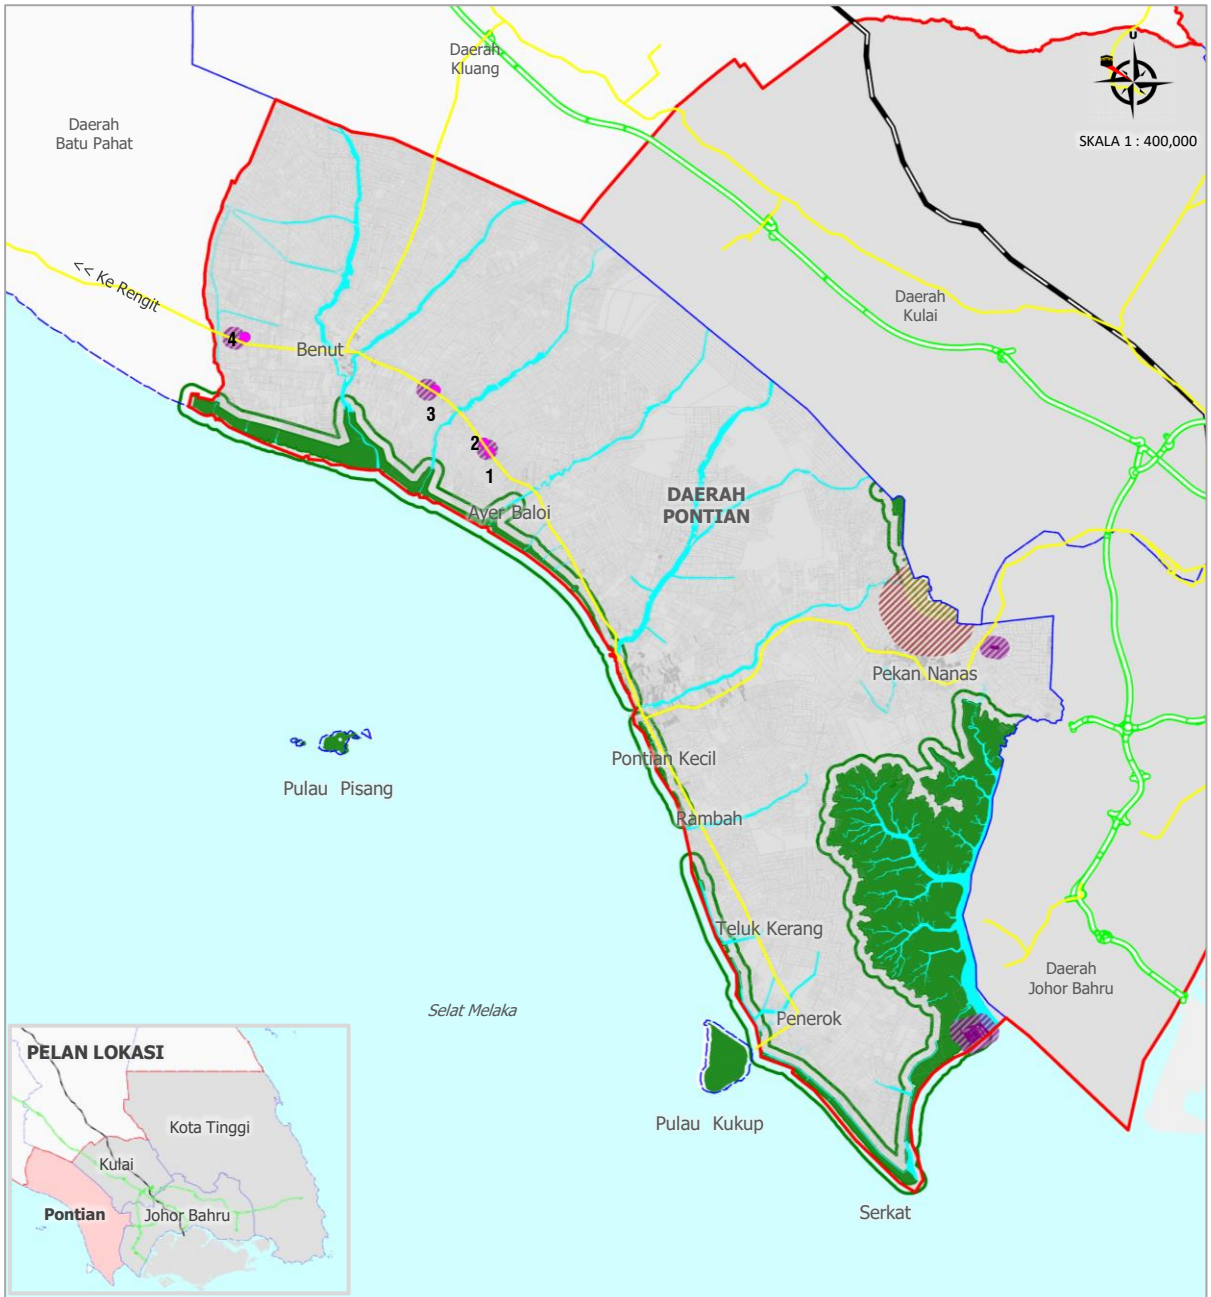 Daerah
Kluang
U
Daerah
Batu Pahat
SKALA 1 : 400,000
<< Ke Rengit
Daerah
Kulai
4
Benut
3
2
1
DAERAH
PONTIAN
Ayer Baloi
Pekan Nanas
Pontian Kecil
Pulau Pisang
Rambah
Teluk Kerang
Daerah
Johor Bahru
Selat Melaka
Penerok
Pulau Kukup
Serkat
PELAN LOKASI
Kota Tinggi
Kulai
Pontian
Johor Bahru